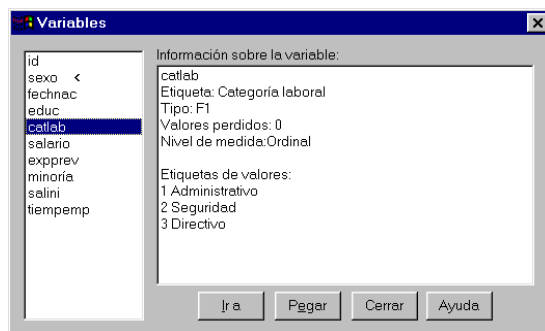 Variables
id
sexo <
fechnac
educ
catlab
salario
expprev
minoría
salini
tiempemp
Información sobre la variable:
catlab
Etiqueta: Categoría laboral
Tipo: F1
Valores perdidos: 0
Nivel de medida:Ordinal
Etiquetas de valores:
1 Administrativo
2 Seguridad
3 Directivo
Ir a Pegar Cerrar Ayuda